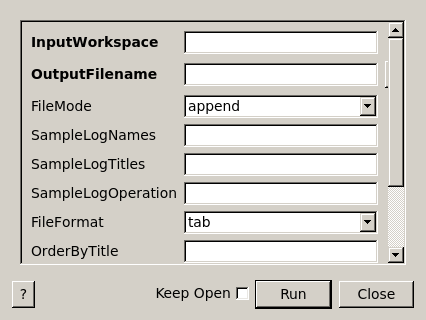 InputWorkspace
OutputFilename
FileMode append
SampleLogNames
SampleLogTitles
SampleLogOperation
FileFormat tab
OrderByTitle
? Keep Open Run Close